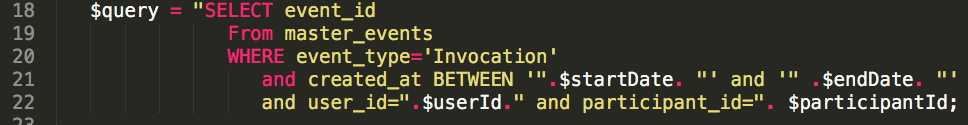 18 $query = "SELECT event_id
19 From master_events
20 WHERE event_type='Invocation'
21 and created_at BETWEEN '".$startDate. "' and '" .$endDate. "'
22 and user_id=".$userId." and participant_id=". $participantId;
23